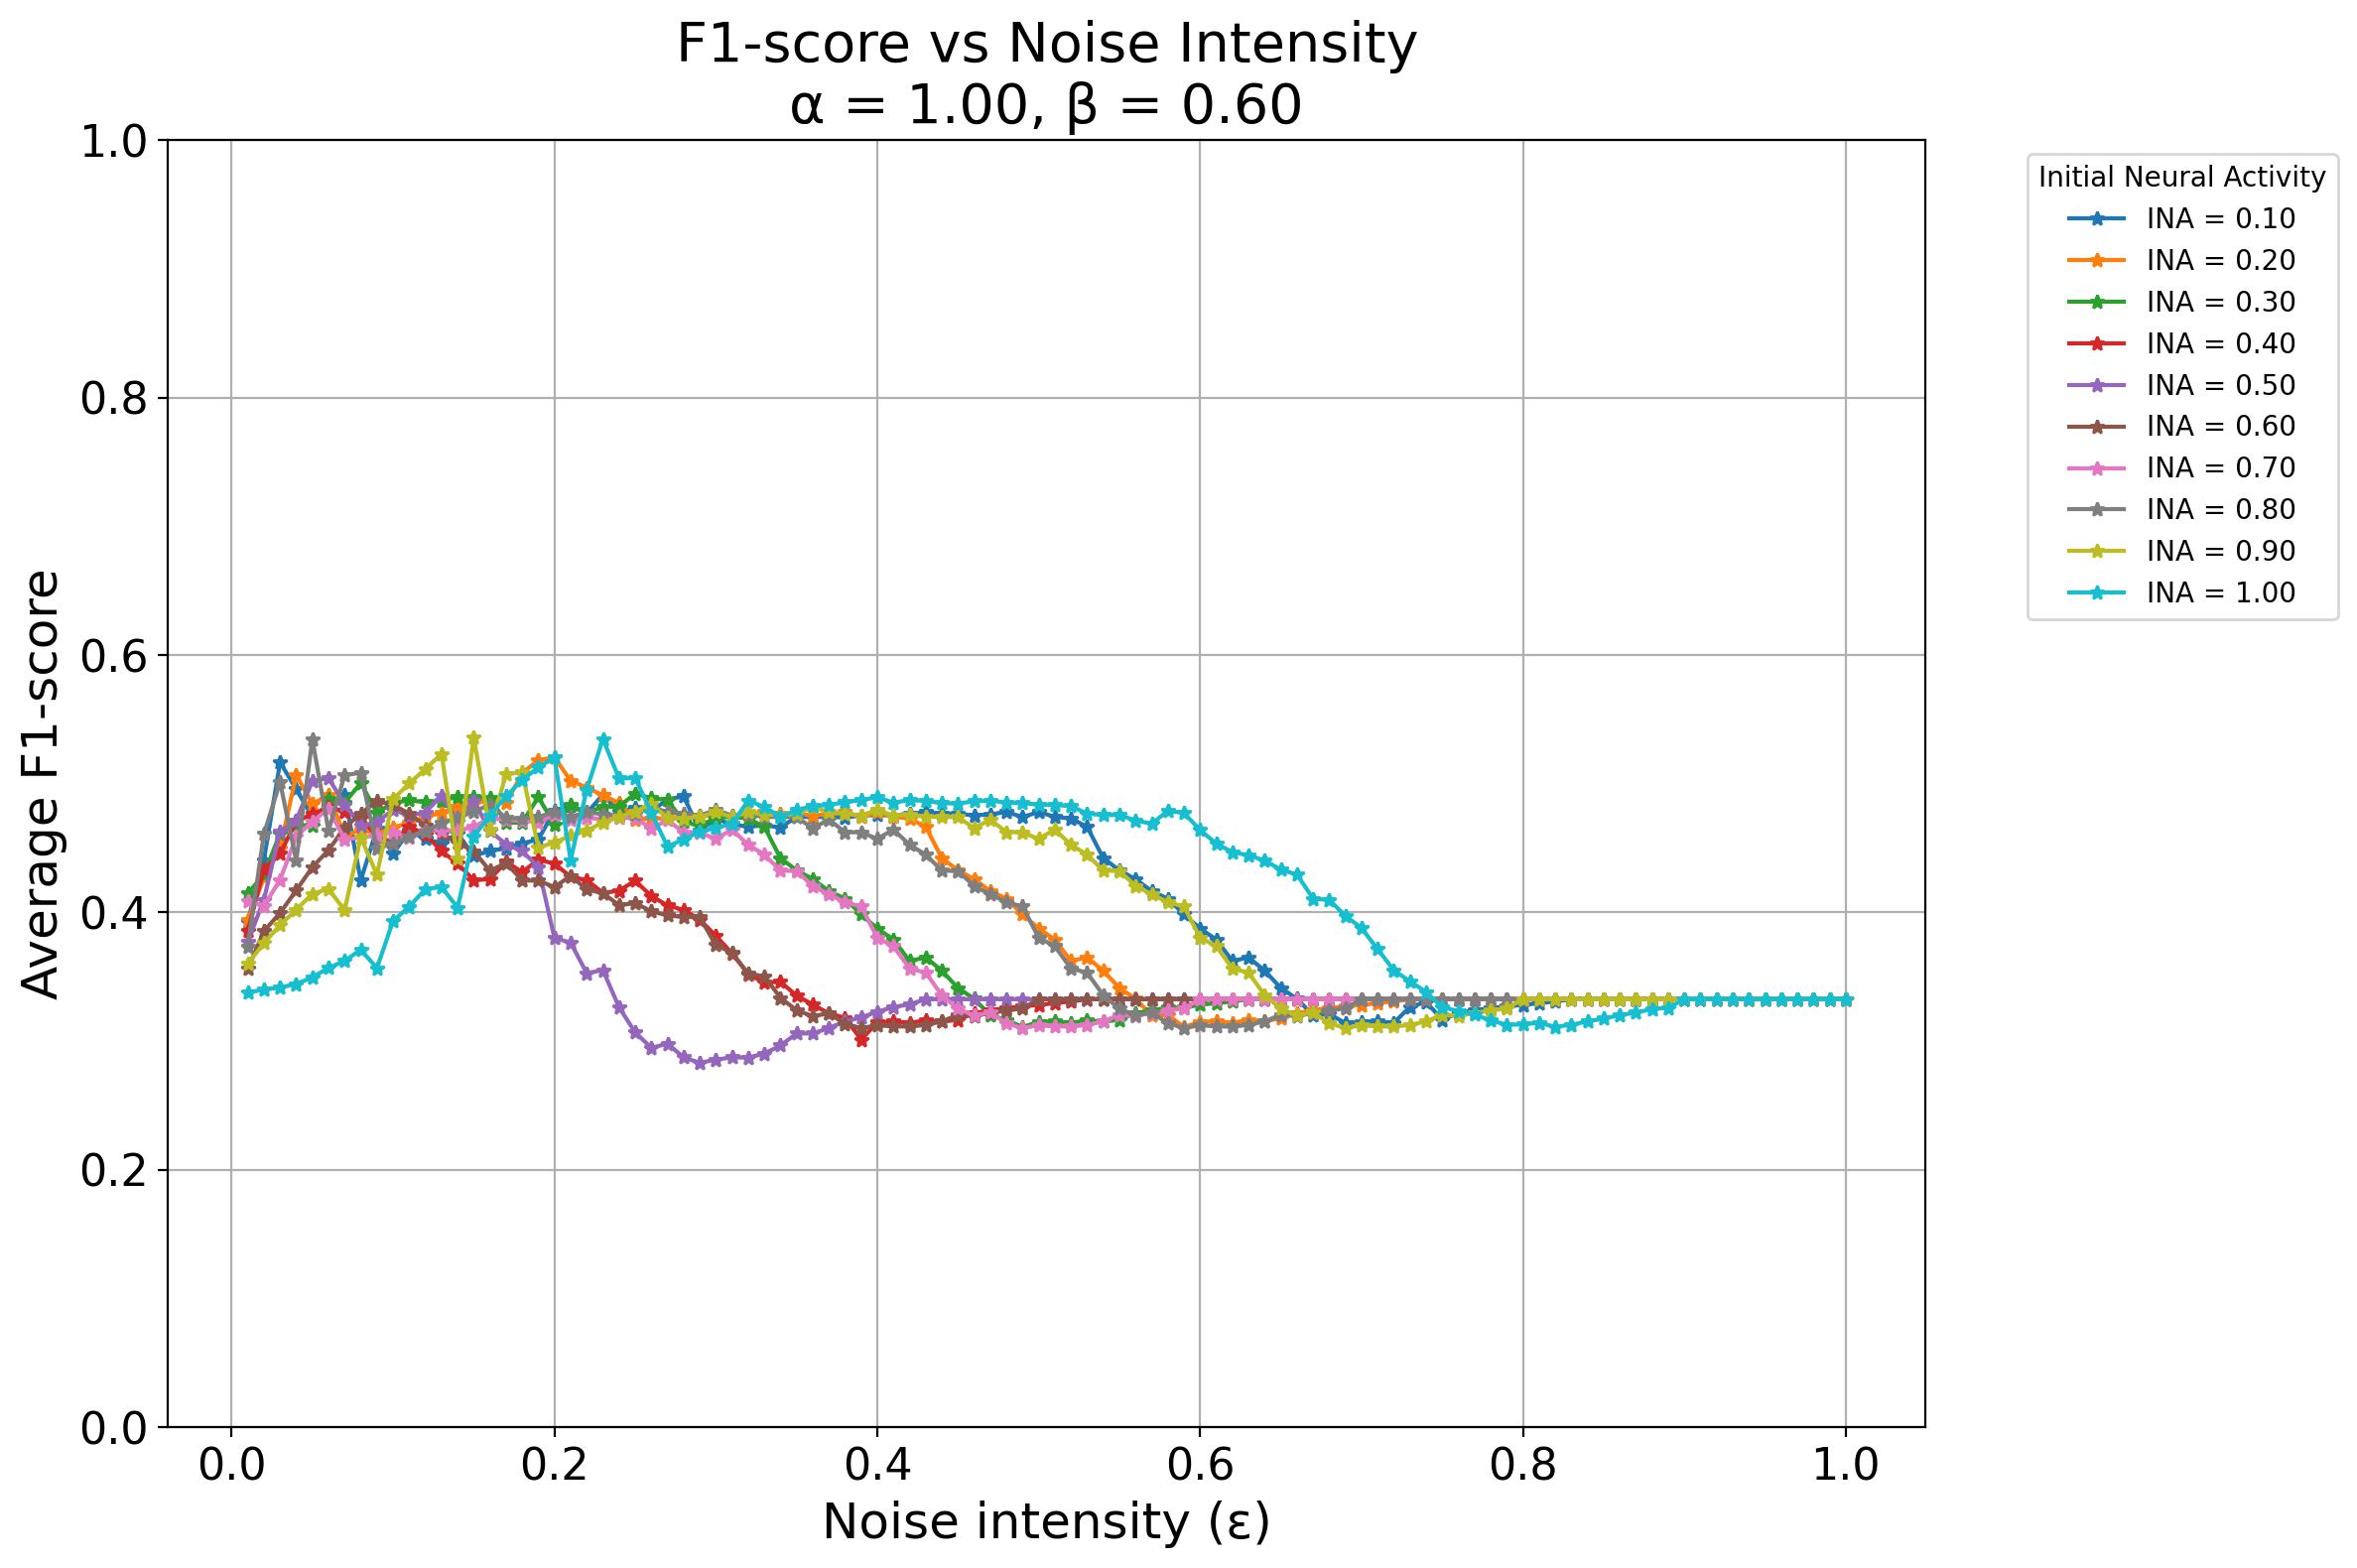 F1-score vs Noise Intensity
α = 1.00, β = 0.60
1.0
0.8
0.6
0.4
0.2
0.0
Average F1-score
0.0
0.2
0.4
0.6
0.8
1.0
Noise intensity (ε)
Initial Neural Activity
INA = 0.10
INA = 0.20
INA = 0.30
INA = 0.40
INA = 0.50
INA = 0.60
INA = 0.70
INA = 0.80
INA = 0.90
INA = 1.00